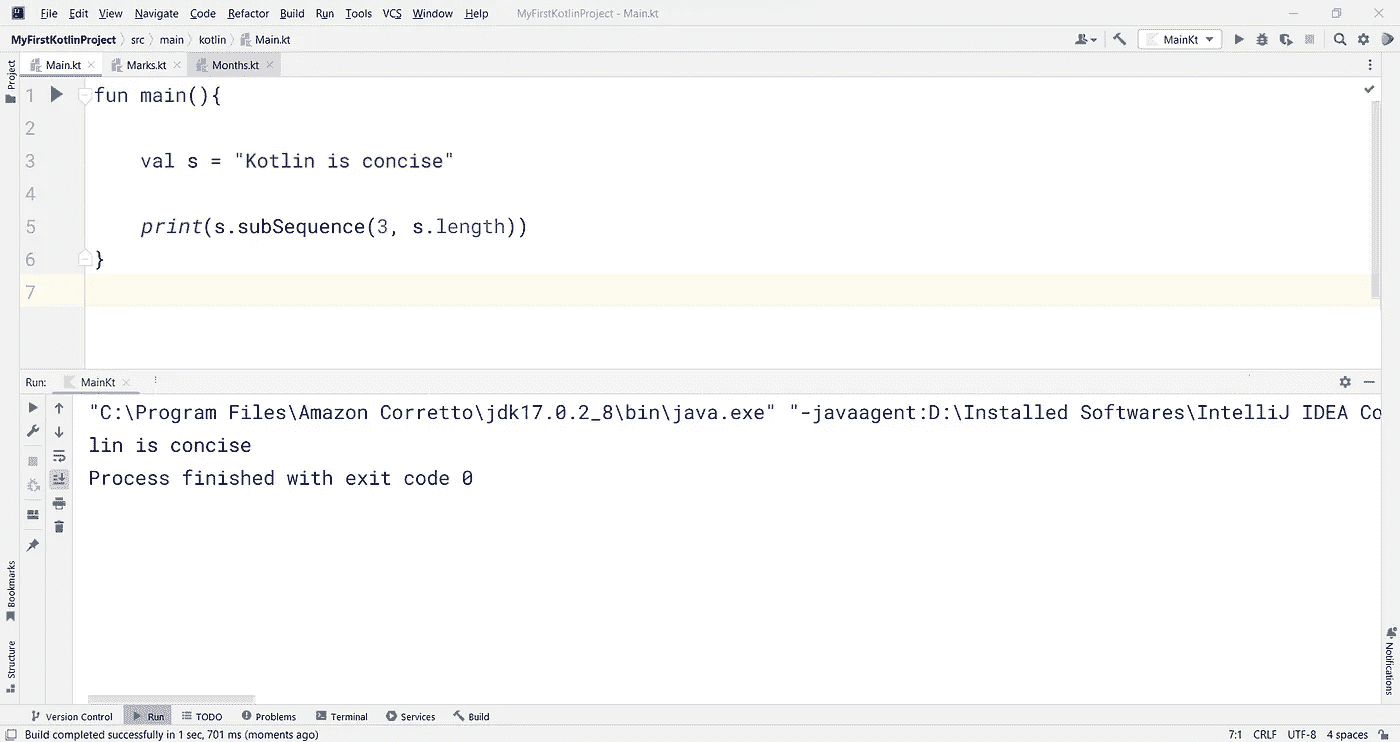 File Edit View Navigate Code Refactor Build Run Tools VCS Window Help MyFirstKotlinProject - Main.kt
MyFirstKotlinProject src main kotlin Main.kt MainKt
Project
Main.kt Marks.kt Months.kt
1 fun main(){
2
3 val s = "Kotlin is concise"
4
5 print(s.subSequence(3, s.length))
6 }
7
Run: MainKt
"C:\Program Files\Amazon Corretto\jdk17.0.2_8\bin\java.exe" "-javaagent:D:\Installed Softwares\IntelliJ IDEA Co
lin is concise
Process finished with exit code 0
Bookmarks
Structure
Notifications
Version Control Run TODO Problems Terminal Services Build
Build completed successfully in 1 sec, 701 ms (moments ago) 7:1 CRLF UTF-8 4 spaces